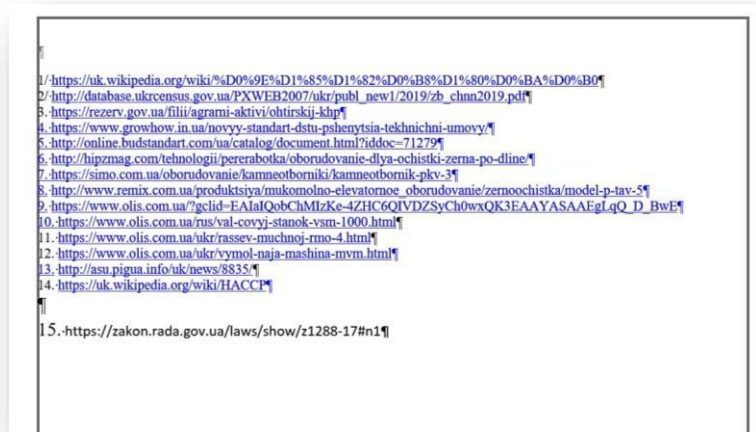 ¶
1/·https://uk.wikipedia.org/wiki/%D0%9E%D1%85%D1%82%D0%B8%D1%80%D0%BA%D0%B0¶
2/·http://database.ukrcensus.gov.ua/PXWEB2007/ukr/publ_new1/2019/zb_chnn2019.pdf¶
3.·https://rezerv.gov.ua/filii/agrarni-aktivi/ohtirskij-khp¶
4.·https://www.growhow.in.ua/novyy-standart-dstu-pshenytsia-tekhnichni-umovy/¶
5.·http://online.budstandart.com/ua/catalog/document.html?iddoc=71279¶
6.·http://hipzmag.com/tehnologii/pererabotka/oborudovanie-dlya-ochistki-zerna-po-dline/¶
7.·https://simo.com.ua/oborudovanie/kamneotborniki/kamneotbornik-pkv-3¶
8.·http://www.remix.com.ua/produktsiya/mukomolno-elevatornoe_oborudovanie/zernoochistka/model-p-tav-5¶
9.·https://www.olis.com.ua/?gclid=EAIaIQobChMIzKe-4ZHC6QIVDZSyCh0wxQK3EAAYASAAEgLqQ_D_BwE¶
10.·https://www.olis.com.ua/rus/val-covyj-stanok-vsm-1000.html¶
11.·https://www.olis.com.ua/ukr/rassev-muchnoj-rmo-4.html¶
12.·https://www.olis.com.ua/ukr/vymol-naja-mashina-mvm.html¶
13.·http://asu.pigua.info/uk/news/8835/¶
14.·https://uk.wikipedia.org/wiki/HACCP¶
¶
15.·https://zakon.rada.gov.ua/laws/show/z1288-17#n1¶